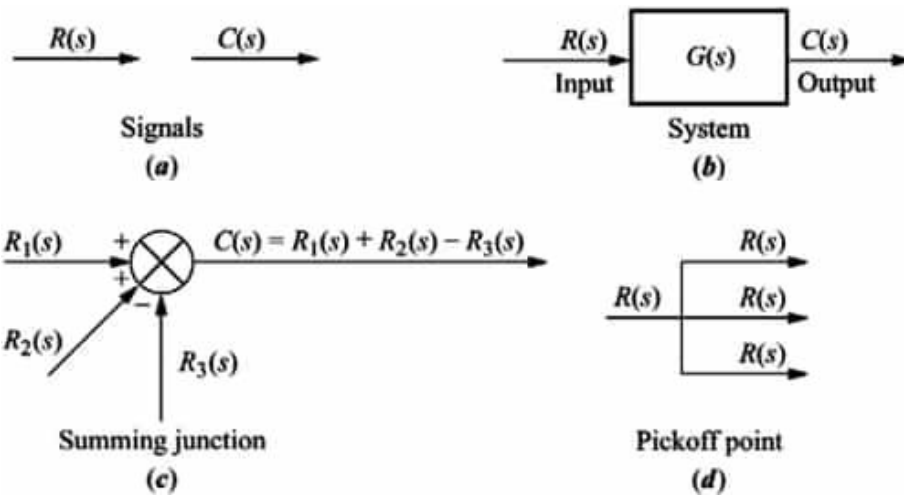 R(s) C(s)
Signals
(a)
R(s) G(s) C(s)
Input Output
System
(b)
R₁(s) + C(s) = R₁(s) + R₂(s) − R₃(s)
+
−
R₂(s)
R₃(s)
Summing junction
(c)
R(s)
R(s) R(s)
R(s)
Pickoff point
(d)